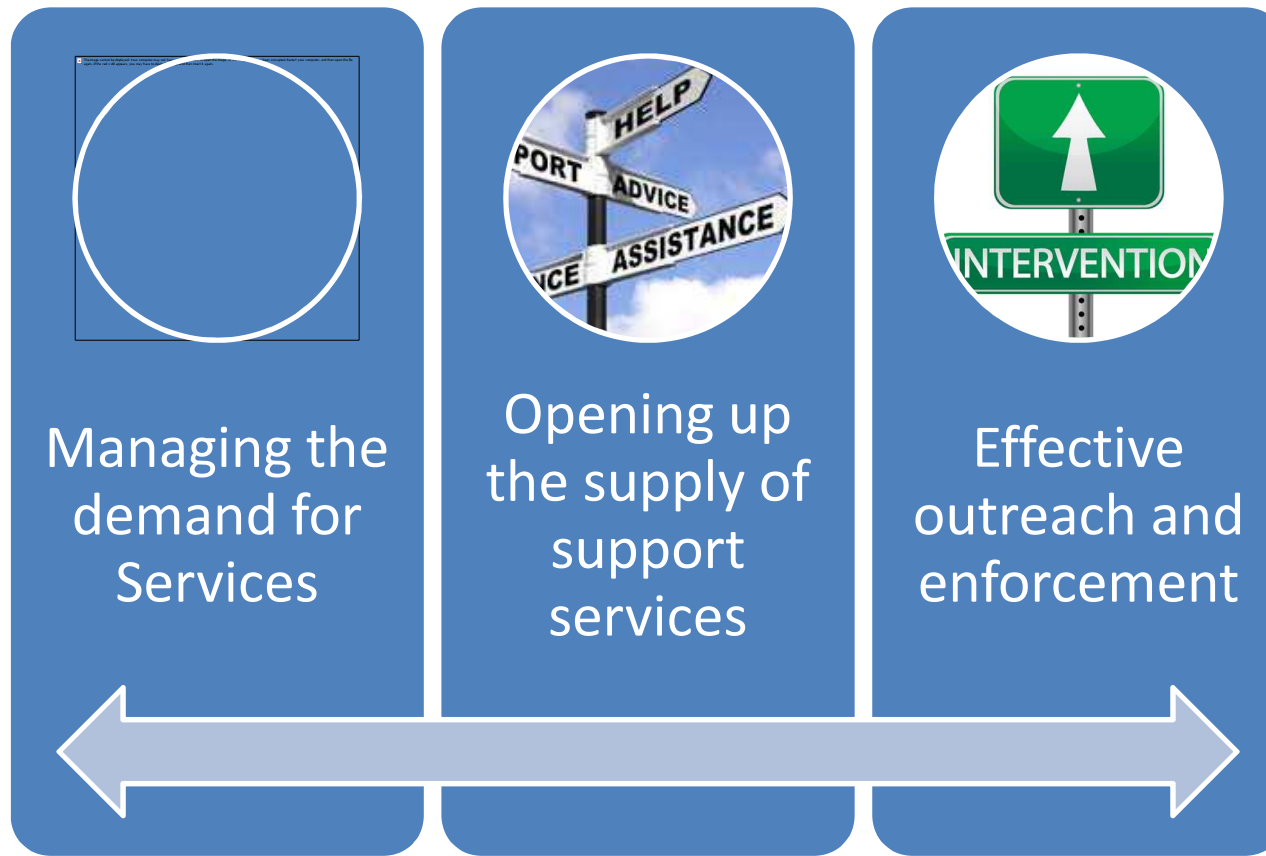 HELP
PORT
ADVICE
ASSISTANCE
NCE
INTERVENTION
Managing the
demand for
Services
Opening up
the supply of
support
services
Effective
outreach and
enforcement